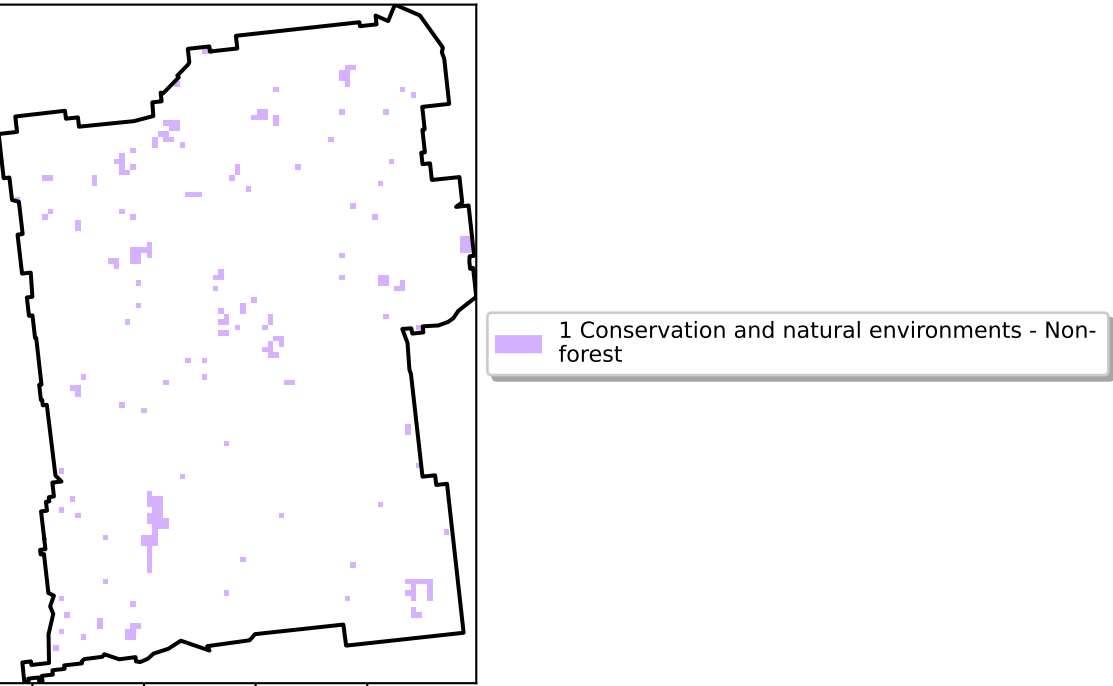 1 Conservation and natural environments - Non-
forest